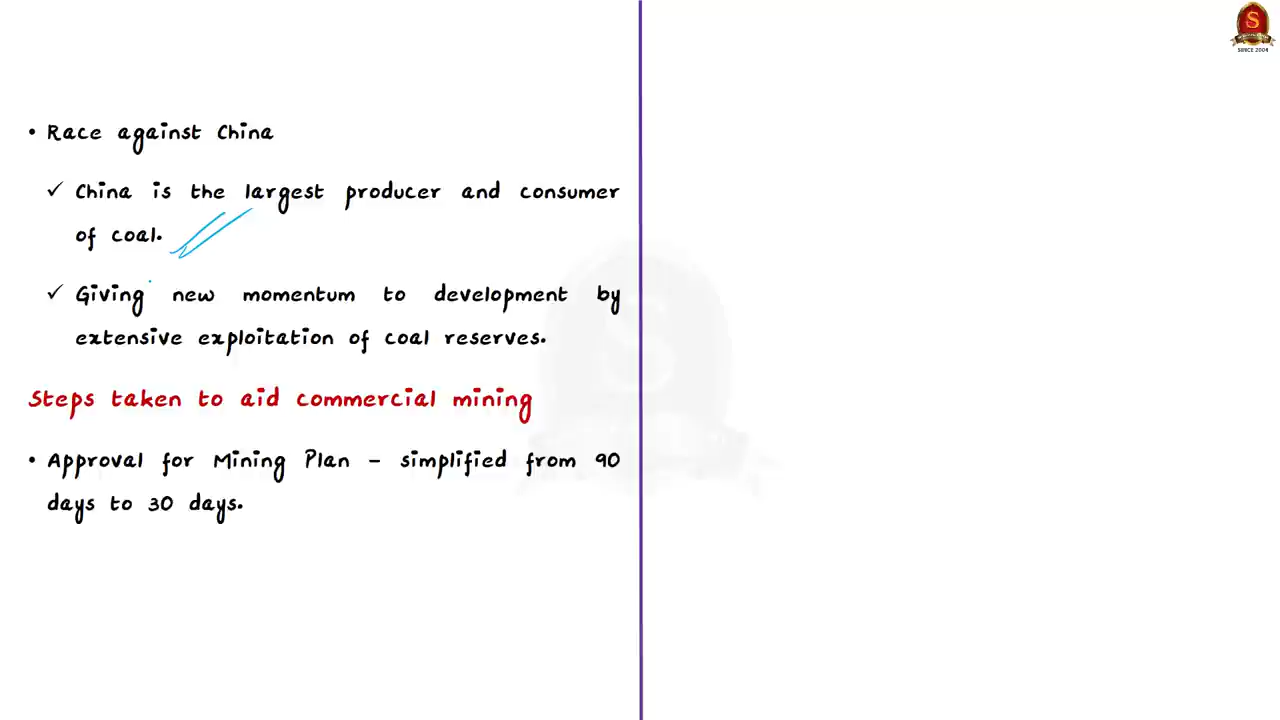 • Race against China
✓ China is the largest producer and consumer
of coal.
✓ Giving new momentum to development by
extensive exploitation of coal reserves.
Steps taken to aid commercial mining
• Approval for Mining Plan – simplified from 90
days to 30 days.
S
SINCE 2004